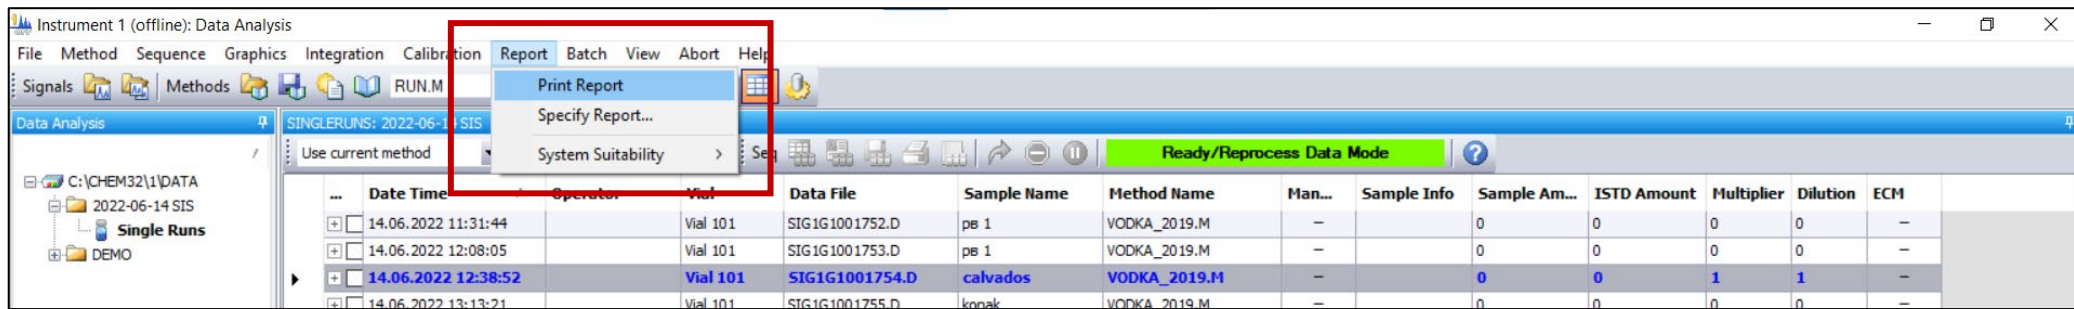 Instrument 1 (offline): Data Analysis
File Method Sequence Graphics Integration Calibration Report Batch View Abort Help
Signals Methods RUN.M
Print Report
Specify Report...
System Suitability
Data Analysis
SINGLERUNS: 2022-06-14 SIS
Use current method
Ready/Reprocess Data Mode
C:\CHEM32\1\DATA
2022-06-14 SIS
Single Runs
DEMO
... Date Time Operator Vial Data File Sample Name Method Name Man... Sample Info Sample Am... ISTD Amount Multiplier Dilution ECM
14.06.2022 11:31:44 Vial 101 SIG1G1001752.D рв 1 VODKA_2019.M – 0 0 0 0 –
14.06.2022 12:08:05 Vial 101 SIG1G1001753.D рв 1 VODKA_2019.M – 0 0 0 0 –
14.06.2022 12:38:52 Vial 101 SIG1G1001754.D calvados VODKA_2019.M – 0 0 1 1 –
14.06.2022 13:13:21 Vial 101 SIG1G1001755.D konak VODKA_2019.M – 0 0 0 0 –